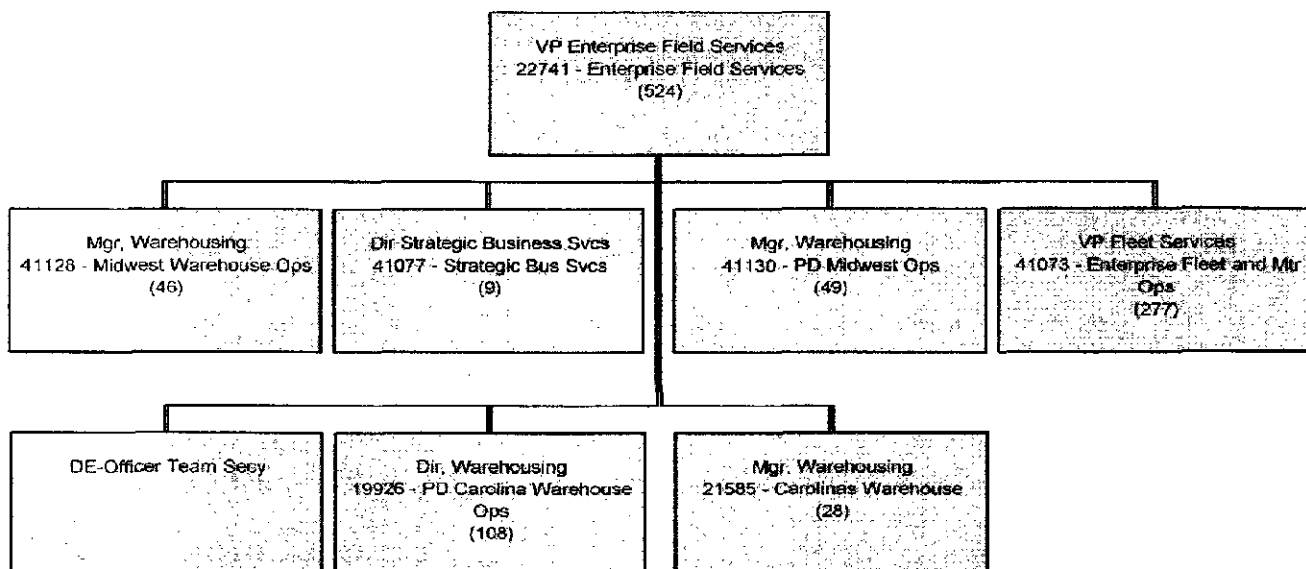 VP Enterprise Field Services
22741 - Enterprise Field Services
(524)
Mgr, Warehousing
41128 - Midwest Warehouse Ops
(46)
Dir Strategic Business Svcs
41077 - Strategic Bus Svcs
(9)
Mgr, Warehousing
41130 - PD Midwest Ops
(49)
VP Fleet Services
41073 - Enterprise Fleet and Mtr
Ops
(277)
DE-Officer Team Secy
Dir, Warehousing
19926 - PD Carolina Warehouse
Ops
(108)
Mgr, Warehousing
21585 - Carolinas Warehouse
(28)